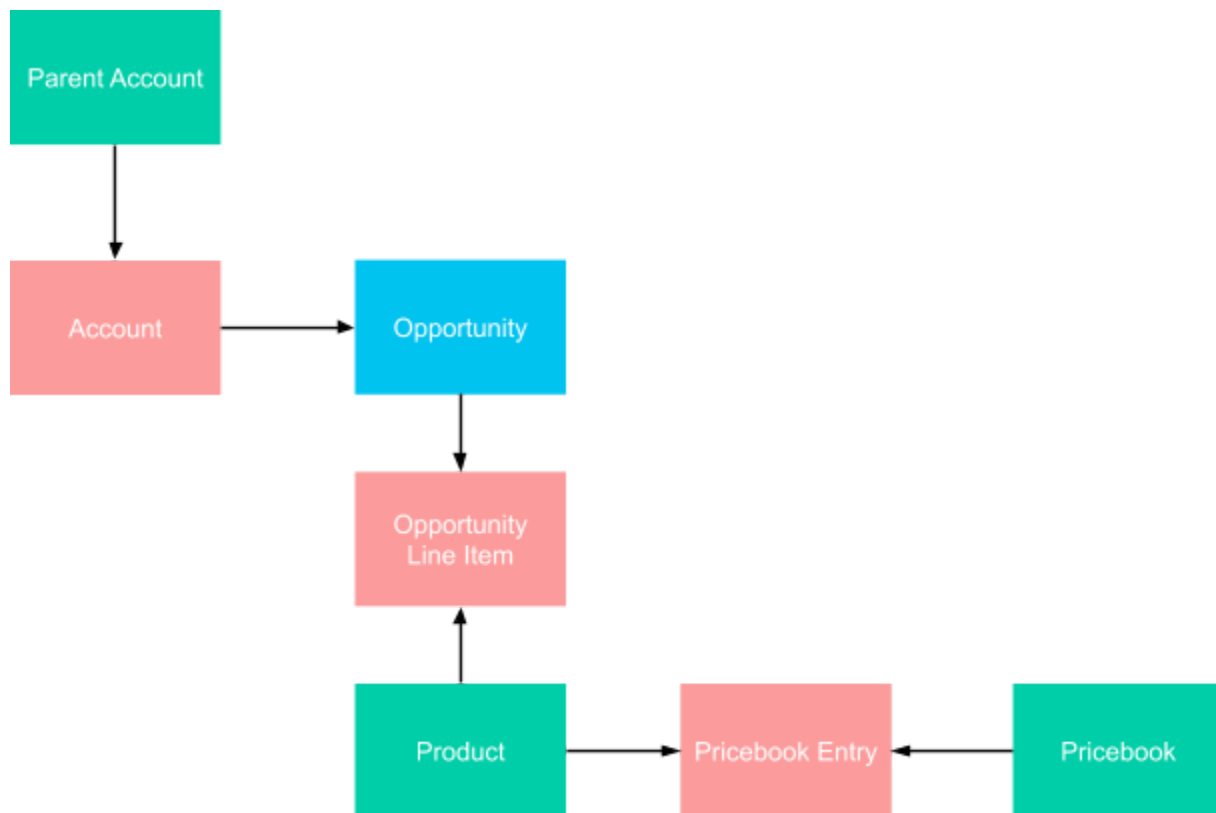 Parent Account
Account
Opportunity
Opportunity
Line Item
Product
Pricebook Entry
Pricebook